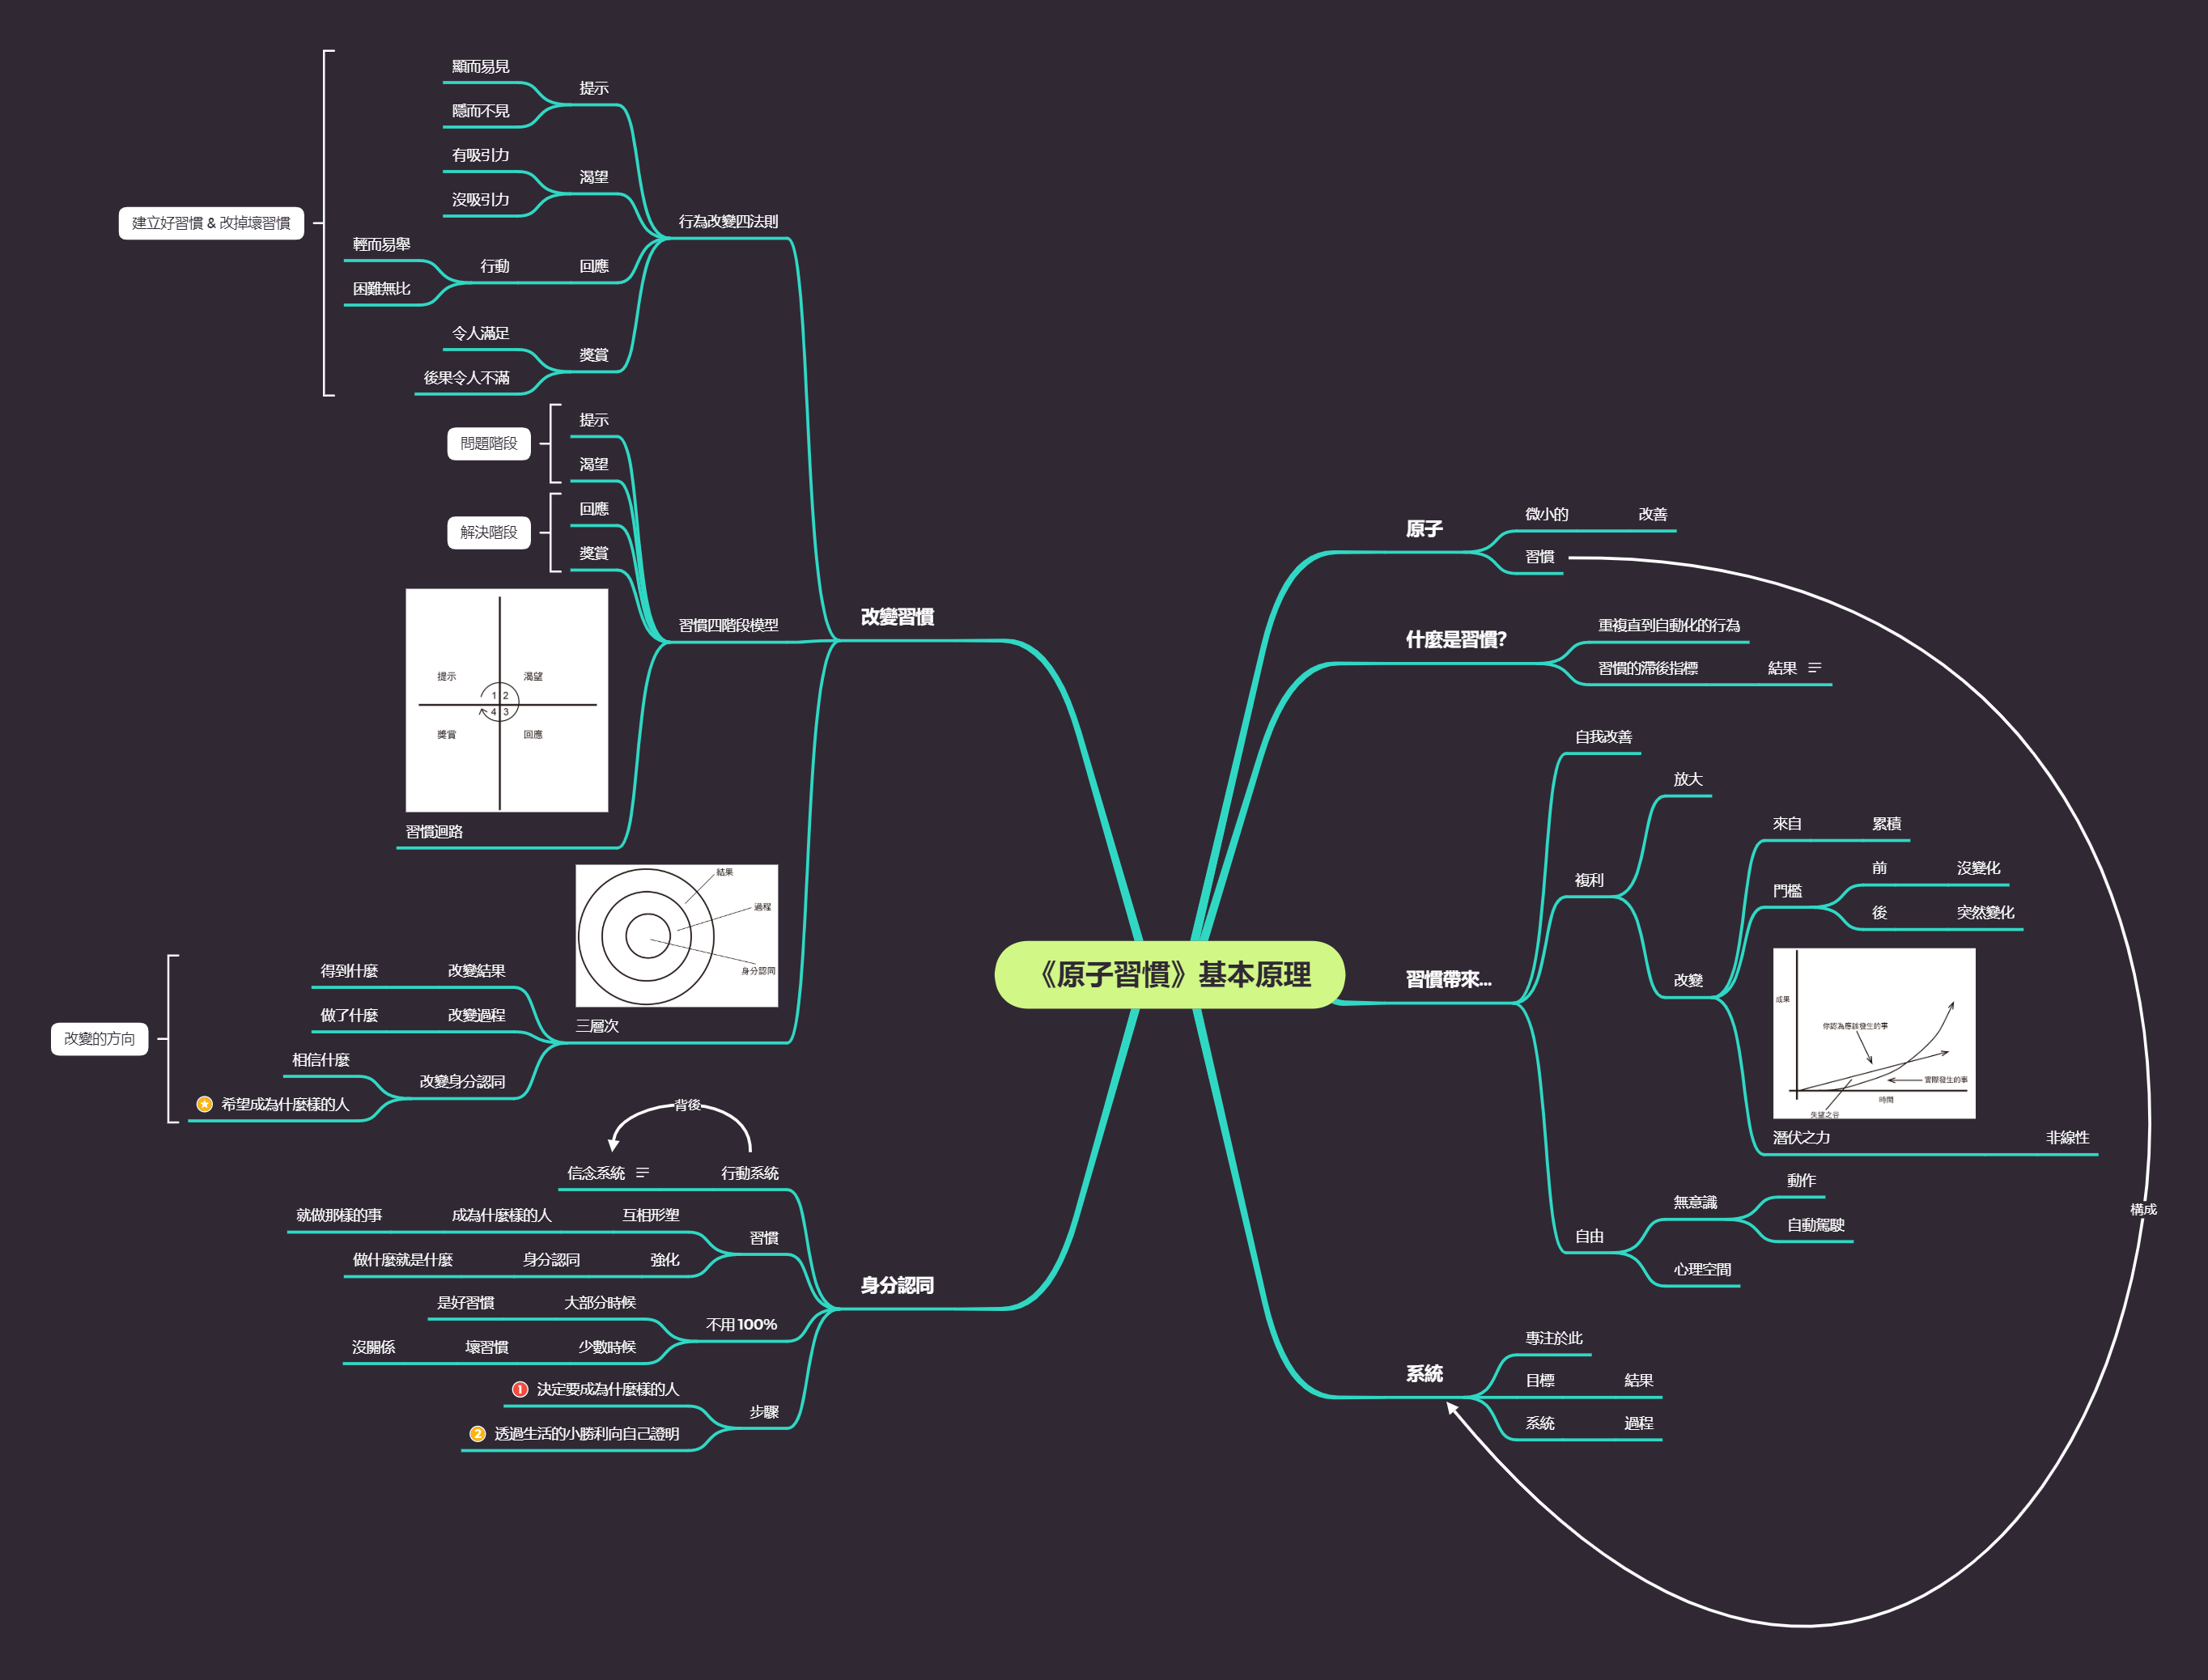 《原子習慣》基本原理
原子
微小的
改善
習慣
構成
什麼是習慣?
重複直到自動化的行為
習慣的滯後指標
結果
習慣帶來...
自我改善
複利
放大
改變
來自
累積
門檻
前
沒變化
後
突然變化
成果
你認為應該發生的事
實際發生的事
時間
失望之谷
潛伏之力
非線性
自由
無意識
動作
自動駕駛
心理空間
系統
專注於此
目標
結果
系統
過程
改變習慣
行為改變四法則
提示
顯而易見
隱而不見
渴望
有吸引力
沒吸引力
回應
行動
輕而易舉
困難無比
獎賞
令人滿足
後果令人不滿
建立好習慣 & 改掉壞習慣
習慣四階段模型
提示
渴望
問題階段
回應
獎賞
解決階段
提示
渴望
1 2
4 3
獎賞
回應
習慣迴路
結果
過程
身分認同
三層次
改變結果
得到什麼
改變過程
做了什麼
改變身分認同
相信什麼
希望成為什麼樣的人
改變的方向
身分認同
背後
行動系統
信念系統
習慣
互相形塑
成為什麼樣的人
就做那樣的事
強化
身分認同
做什麼就是什麼
不用100%
大部分時候
是好習慣
少數時候
壞習慣
沒關係
步驟
1 決定要成為什麼樣的人
2 透過生活的小勝利向自己證明